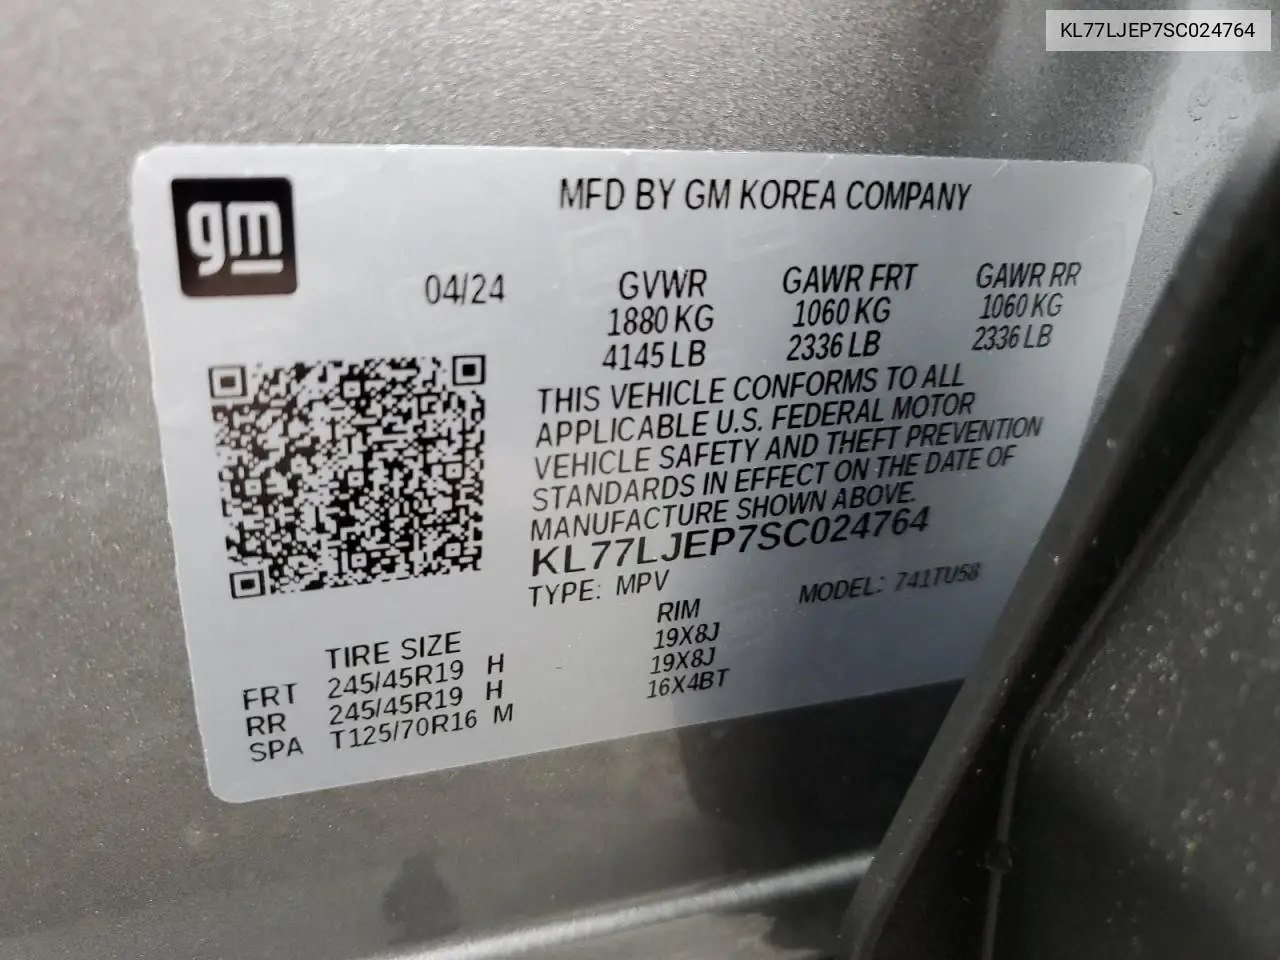 KL77LJEP7SC024764
gm
MFD BY GM KOREA COMPANY
04/24 GVWR GAWR FRT GAWR RR
1880 KG 1060 KG 1060 KG
4145 LB 2336 LB 2336 LB
THIS VEHICLE CONFORMS TO ALL
APPLICABLE U.S. FEDERAL MOTOR
VEHICLE SAFETY AND THEFT PREVENTION
STANDARDS IN EFFECT ON THE DATE OF
MANUFACTURE SHOWN ABOVE.
KL77LJEP7SC024764
TYPE: MPV MODEL: 741TU58
TIRE SIZE RIM
FRT 245/45R19 H 19X8J
RR 245/45R19 H 19X8J
SPA T125/70R16 M 16X4BT